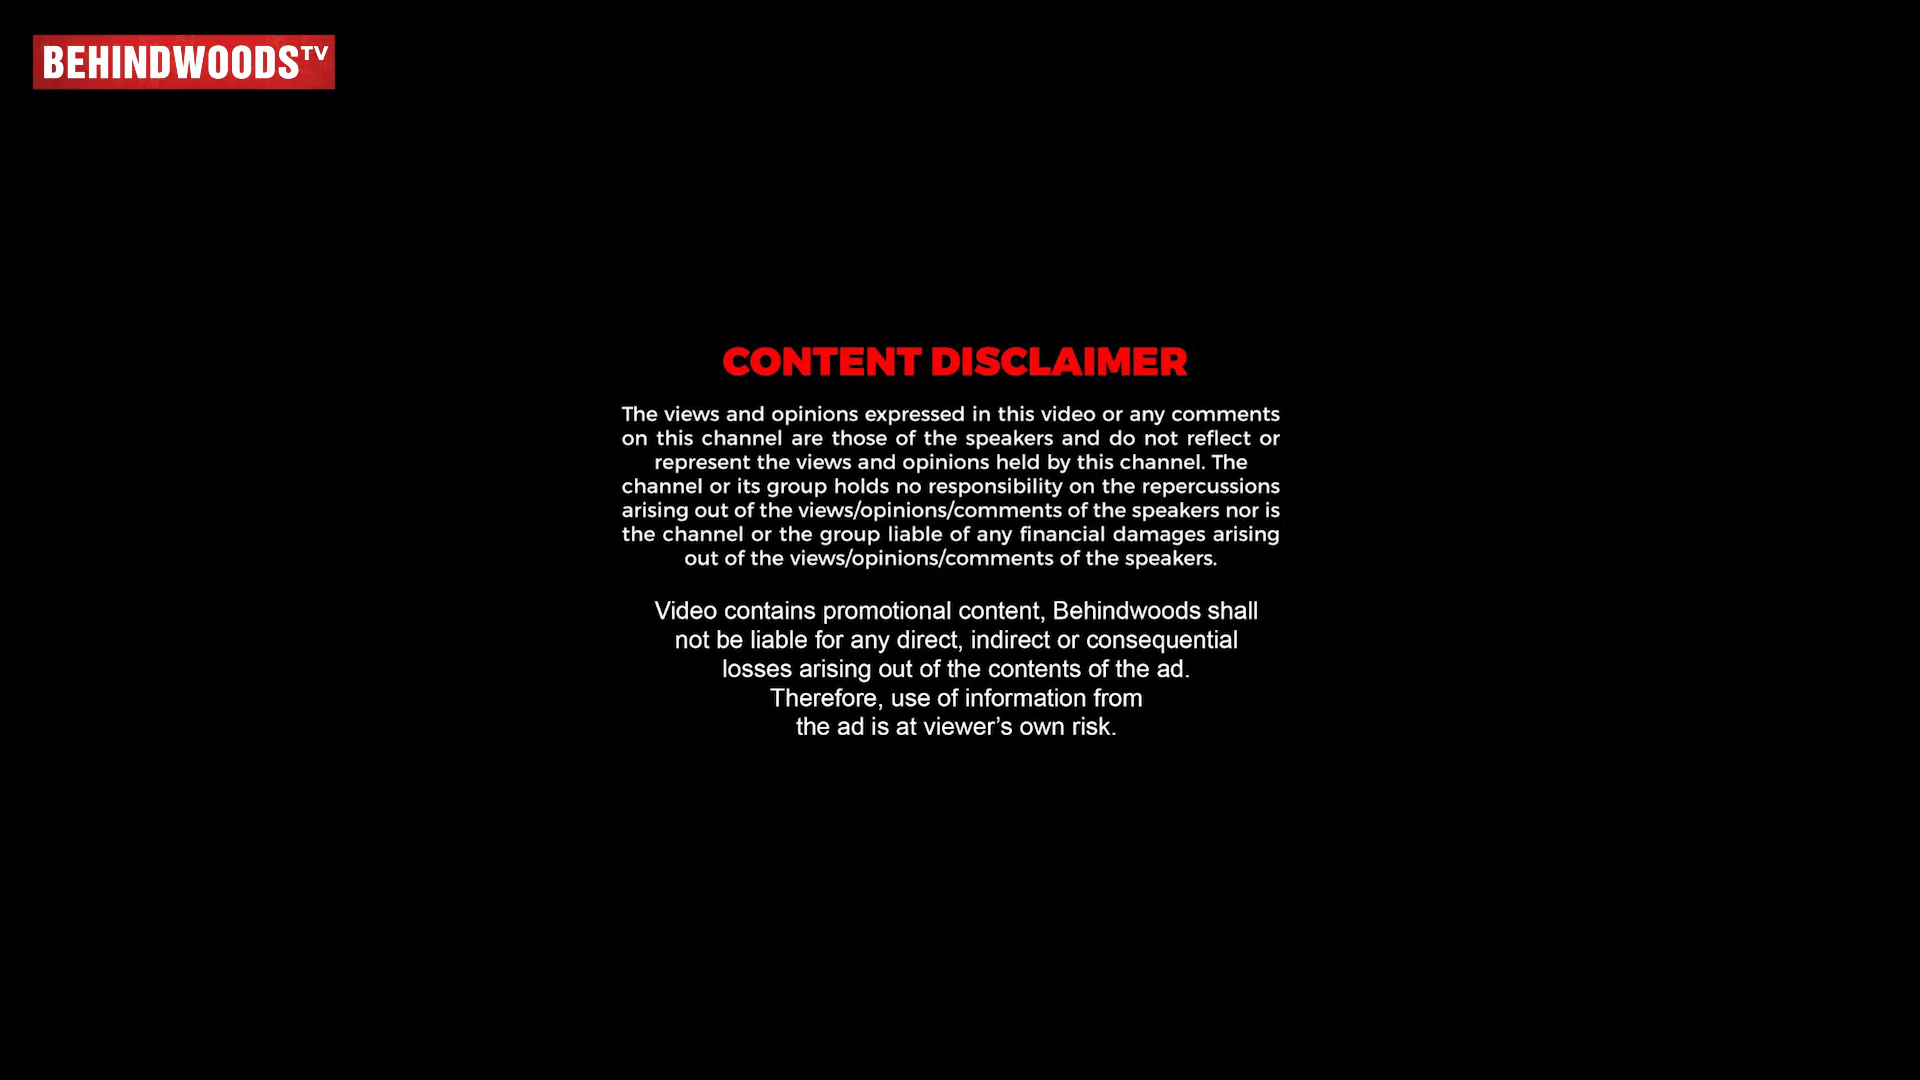 BEHINDWOODS TV
CONTENT DISCLAIMER
The views and opinions expressed in this video or any comments
on this channel are those of the speakers and do not reflect or
represent the views and opinions held by this channel. The
channel or its group holds no responsibility on the repercussions
arising out of the views/opinions/comments of the speakers nor is
the channel or the group liable of any financial damages arising
out of the views/opinions/comments of the speakers.
Video contains promotional content, Behindwoods shall
not be liable for any direct, indirect or consequential
losses arising out of the contents of the ad.
Therefore, use of information from
the ad is at viewer’s own risk.